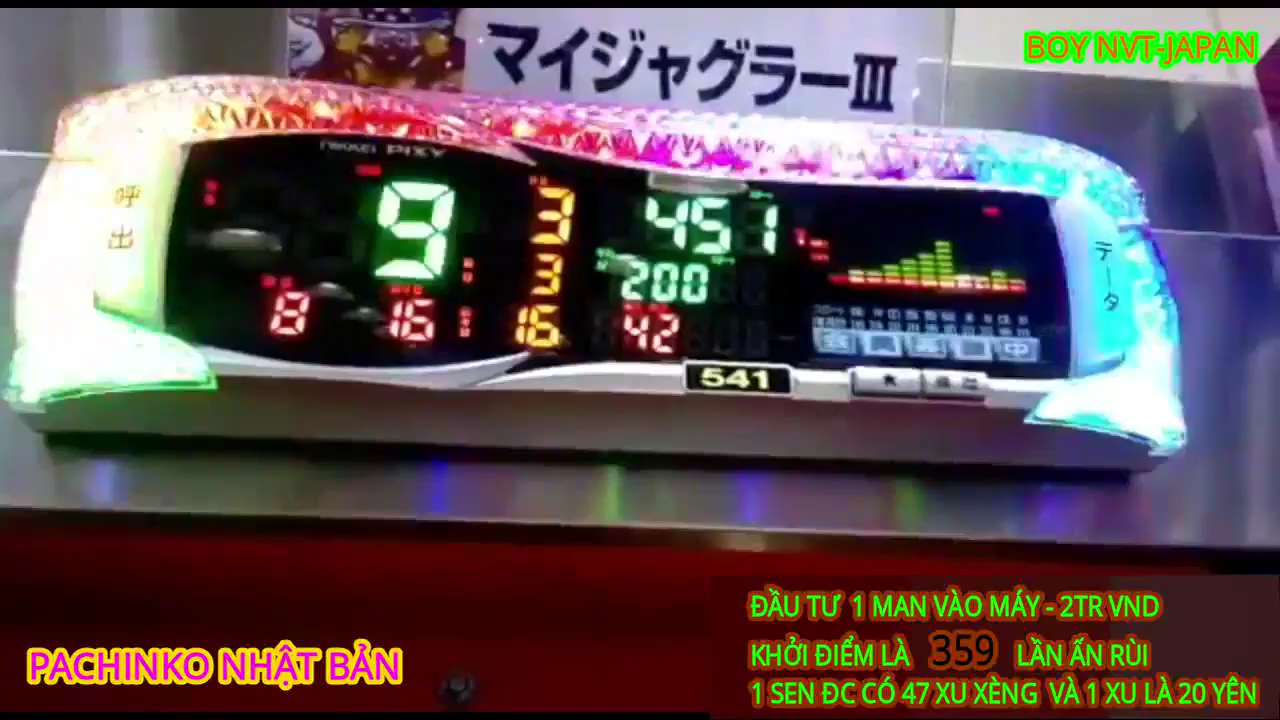 マイジャグラーIII
BOY NVT-JAPAN
PIXY
呼出
9
3
451
3
200
8
16
16
42
データ
541
ĐẦU TƯ 1 MAN VÀO MÁY - 2TR VND
KHỞI ĐIỂM LÀ 359 LẦN ẤN RÙI
1 SEN ĐC CÓ 47 XU XÈNG VÀ 1 XU LÀ 20 YÊN
PACHINKO NHẬT BẢN